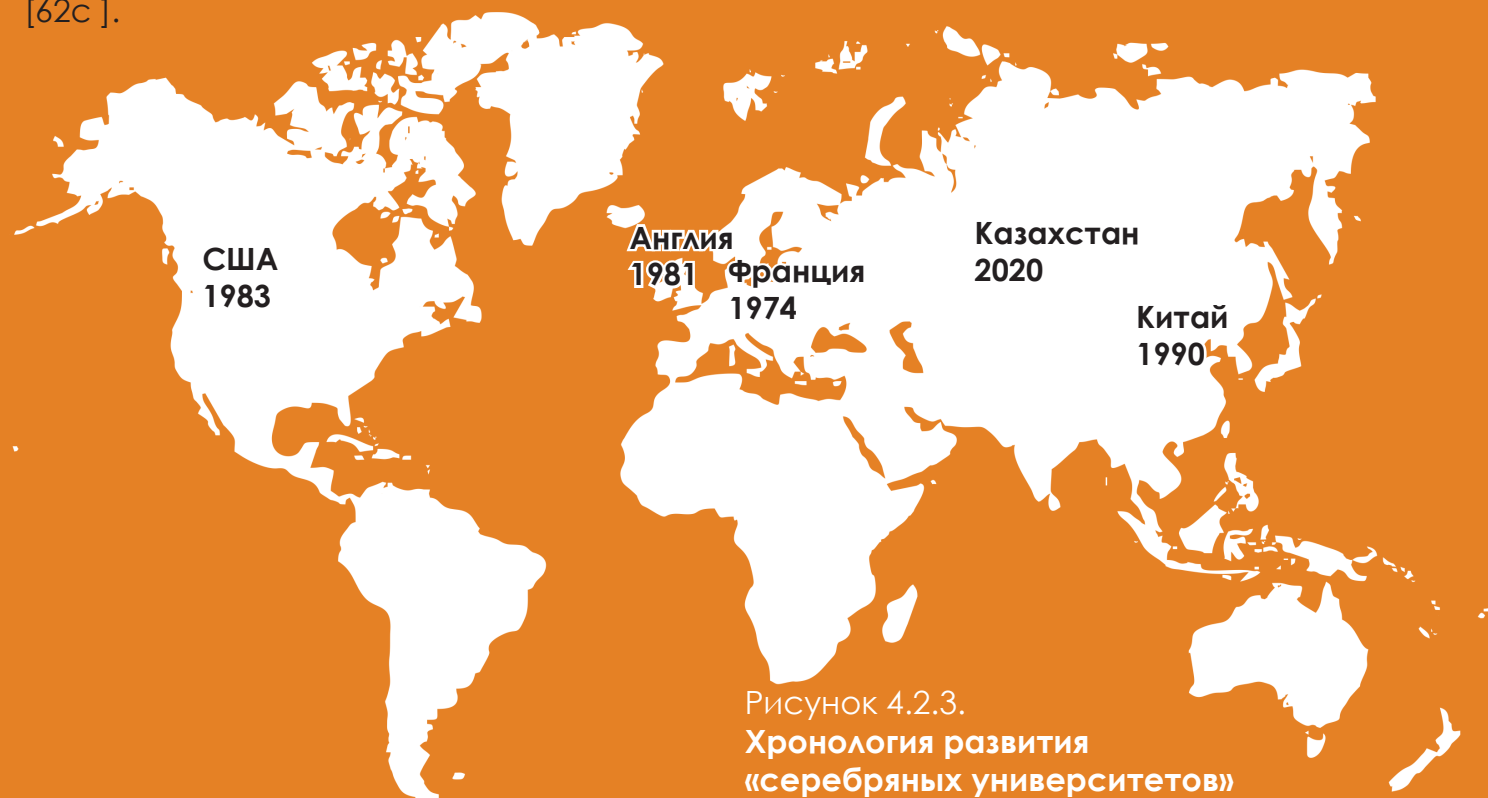 [62с ].
США
1983
Англия
1981
Франция
1974
Казахстан
2020
Китай
1990
Рисунок 4.2.3.
Хронология развития
«серебряных университетов»